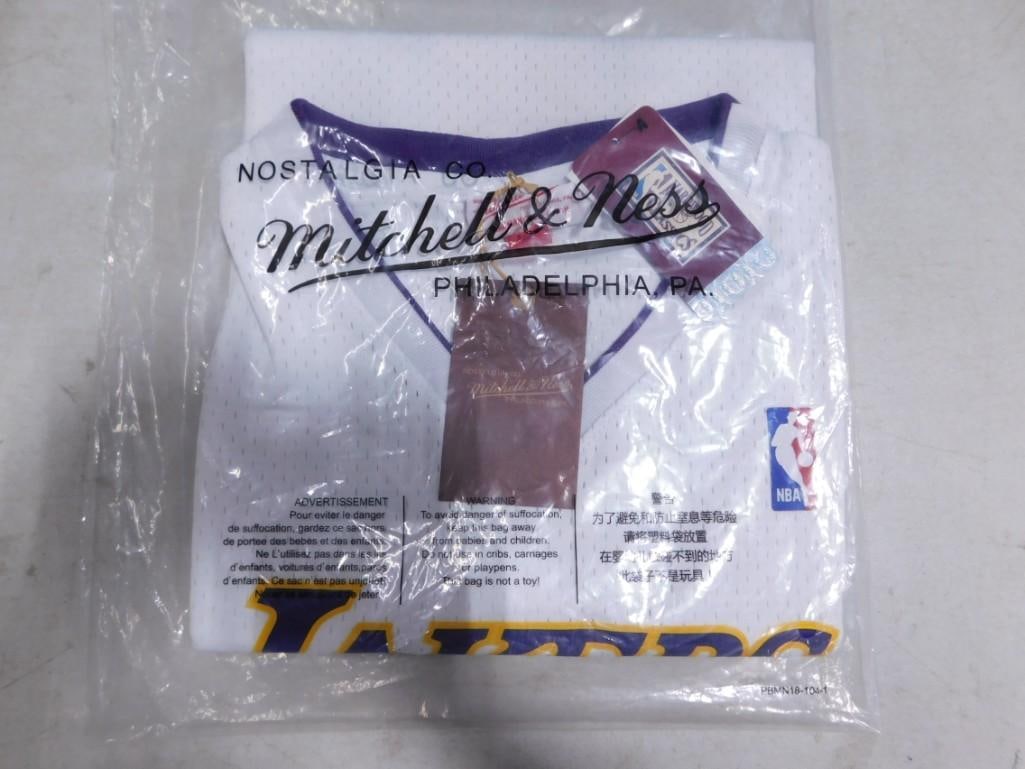 NOSTALGIA CO.
Mitchell & Ness
PHILADELPHIA, PA.
Mitchell & Ness
NBA
ADVERTISSEMENT
Pour eviter le danger
de suffocation, gardez ce sac hors
de portee des bebes et des enfants.
Ne L'utilisez pas dans les lits
d'enfants, voitures d'enfants,parcs
d'enfants. Ce sac n'est pas un jouet!
de jeter.
WARNING
To avoid danger of suffocation,
keep this bag away
from babies and children.
Do not use in cribs, carriages
or playpens.
This bag is not a toy!
警告
为了避免和防止窒息等危险
请将塑料袋放置
在婴儿儿童碰不到的地方
此袋子不是玩具！
LAKERS
PBMN18-104-1